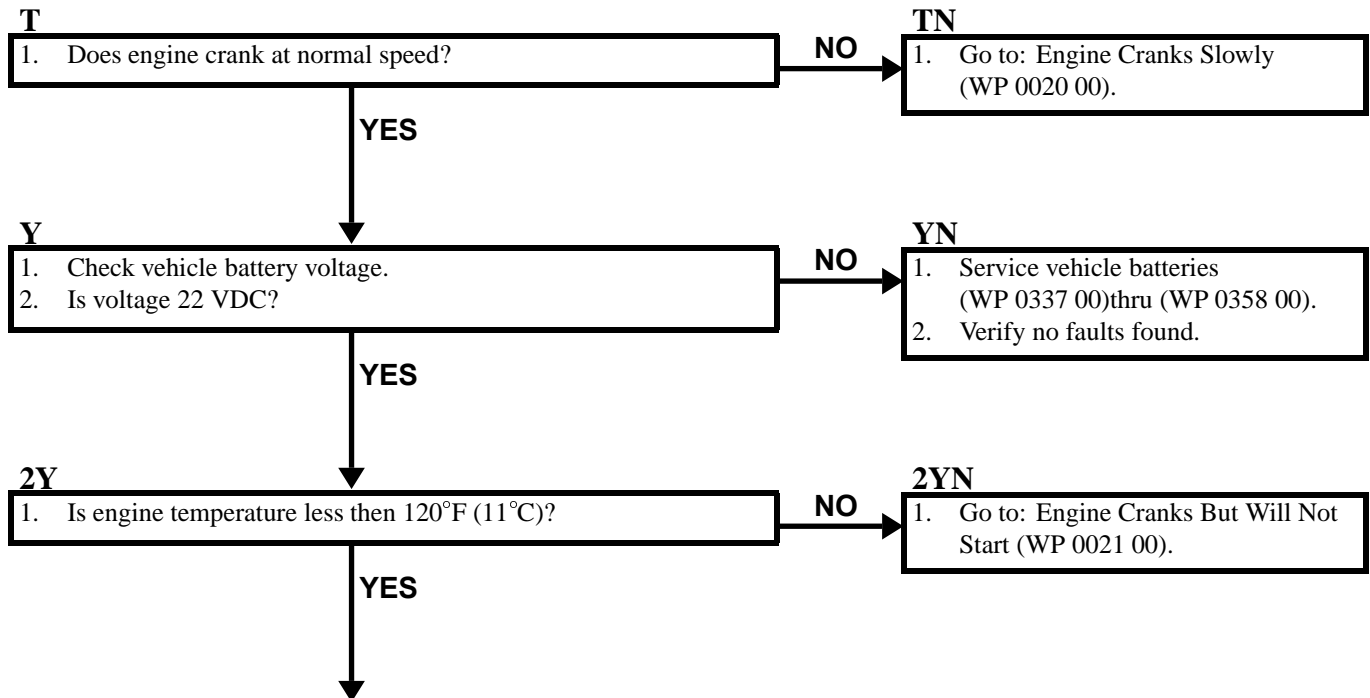 T
1. Does engine crank at normal speed?
NO
TN
1. Go to: Engine Cranks Slowly
(WP 0020 00).
YES
Y
1. Check vehicle battery voltage.
2. Is voltage 22 VDC?
NO
YN
1. Service vehicle batteries
(WP 0337 00)thru (WP 0358 00).
2. Verify no faults found.
YES
2Y
1. Is engine temperature less then 120°F (11°C)?
NO
2YN
1. Go to: Engine Cranks But Will Not
Start (WP 0021 00).
YES